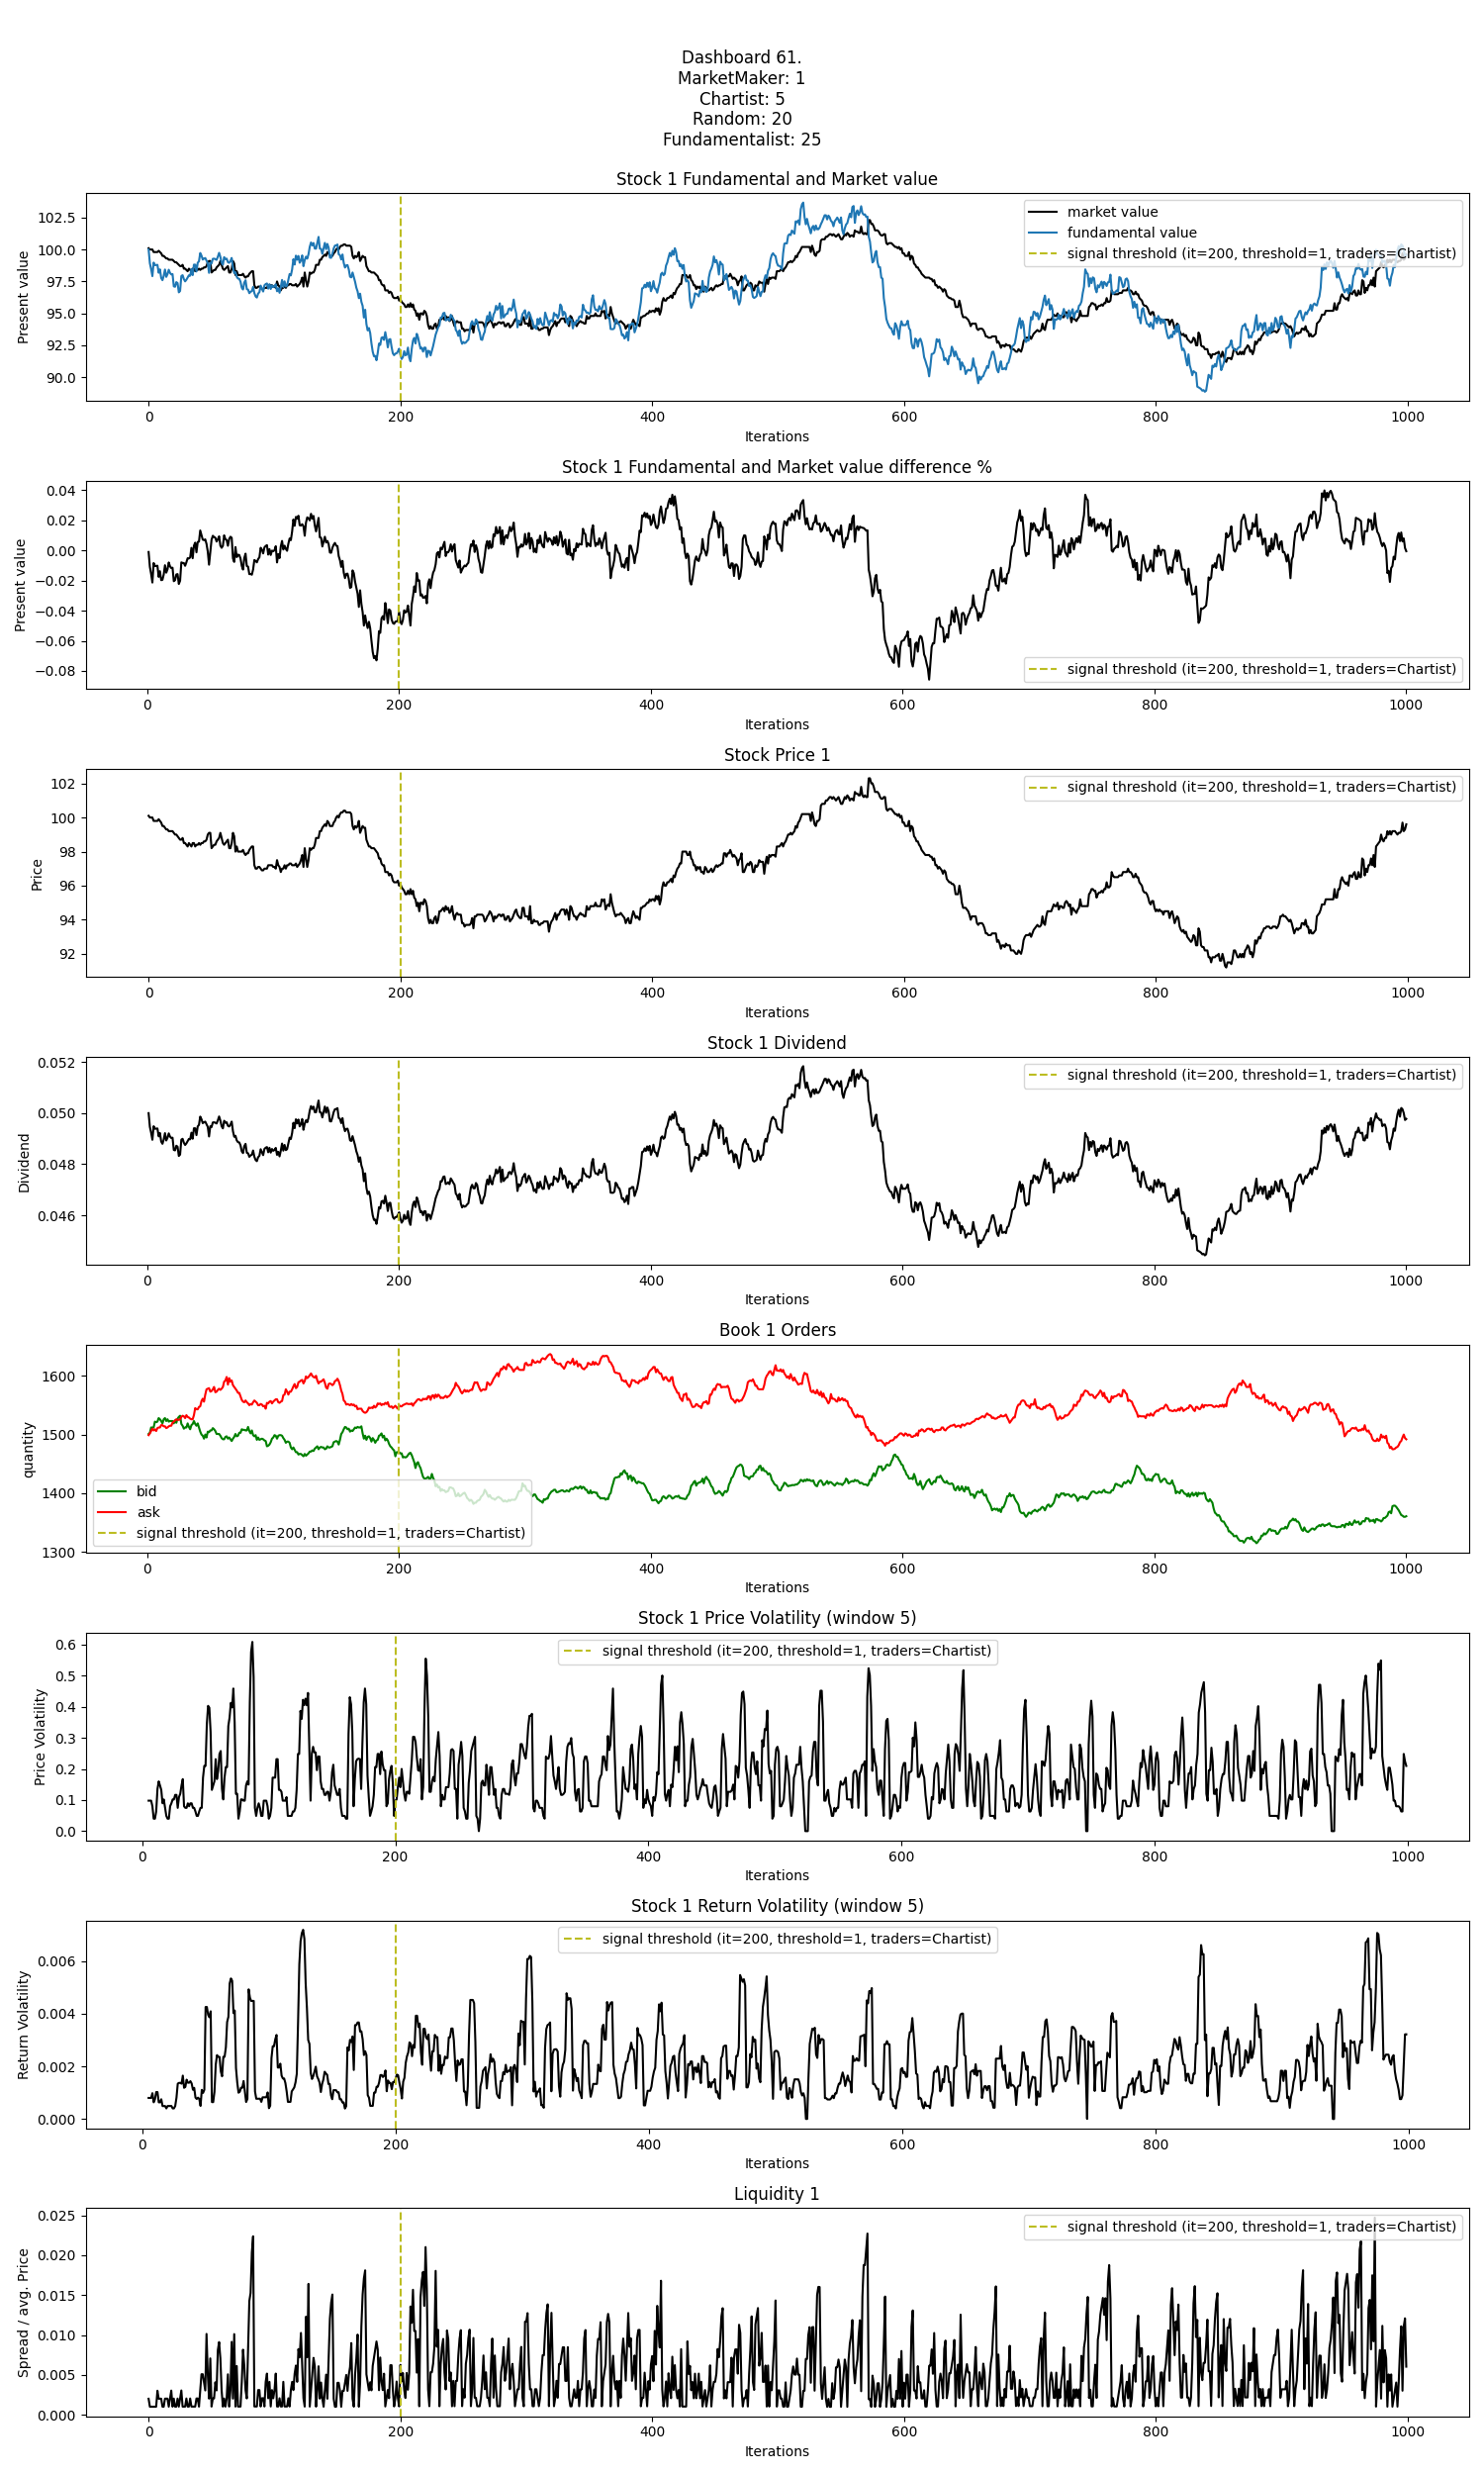 Dashboard 61.
MarketMaker: 1
Chartist: 5
Random: 20
Fundamentalist: 25
Stock 1 Fundamental and Market value
Present value
102.5
100.0
97.5
95.0
92.5
90.0
market value
fundamental value
signal threshold (it=200, threshold=1, traders=Chartist)
0 200 400 600 800 1000
Iterations
Stock 1 Fundamental and Market value difference %
Present value
0.04
0.02
0.00
−0.02
−0.04
−0.06
−0.08
signal threshold (it=200, threshold=1, traders=Chartist)
0 200 400 600 800 1000
Iterations
Stock Price 1
Price
102
100
98
96
94
92
signal threshold (it=200, threshold=1, traders=Chartist)
0 200 400 600 800 1000
Iterations
Stock 1 Dividend
Dividend
0.052
0.050
0.048
0.046
signal threshold (it=200, threshold=1, traders=Chartist)
0 200 400 600 800 1000
Iterations
Book 1 Orders
quantity
1600
1500
1400
1300
bid
ask
signal threshold (it=200, threshold=1, traders=Chartist)
0 200 400 600 800 1000
Iterations
Stock 1 Price Volatility (window 5)
Price Volatility
0.6
0.5
0.4
0.3
0.2
0.1
0.0
signal threshold (it=200, threshold=1, traders=Chartist)
0 200 400 600 800 1000
Iterations
Stock 1 Return Volatility (window 5)
Return Volatility
0.006
0.004
0.002
0.000
signal threshold (it=200, threshold=1, traders=Chartist)
0 200 400 600 800 1000
Iterations
Liquidity 1
Spread / avg. Price
0.025
0.020
0.015
0.010
0.005
0.000
signal threshold (it=200, threshold=1, traders=Chartist)
0 200 400 600 800 1000
Iterations